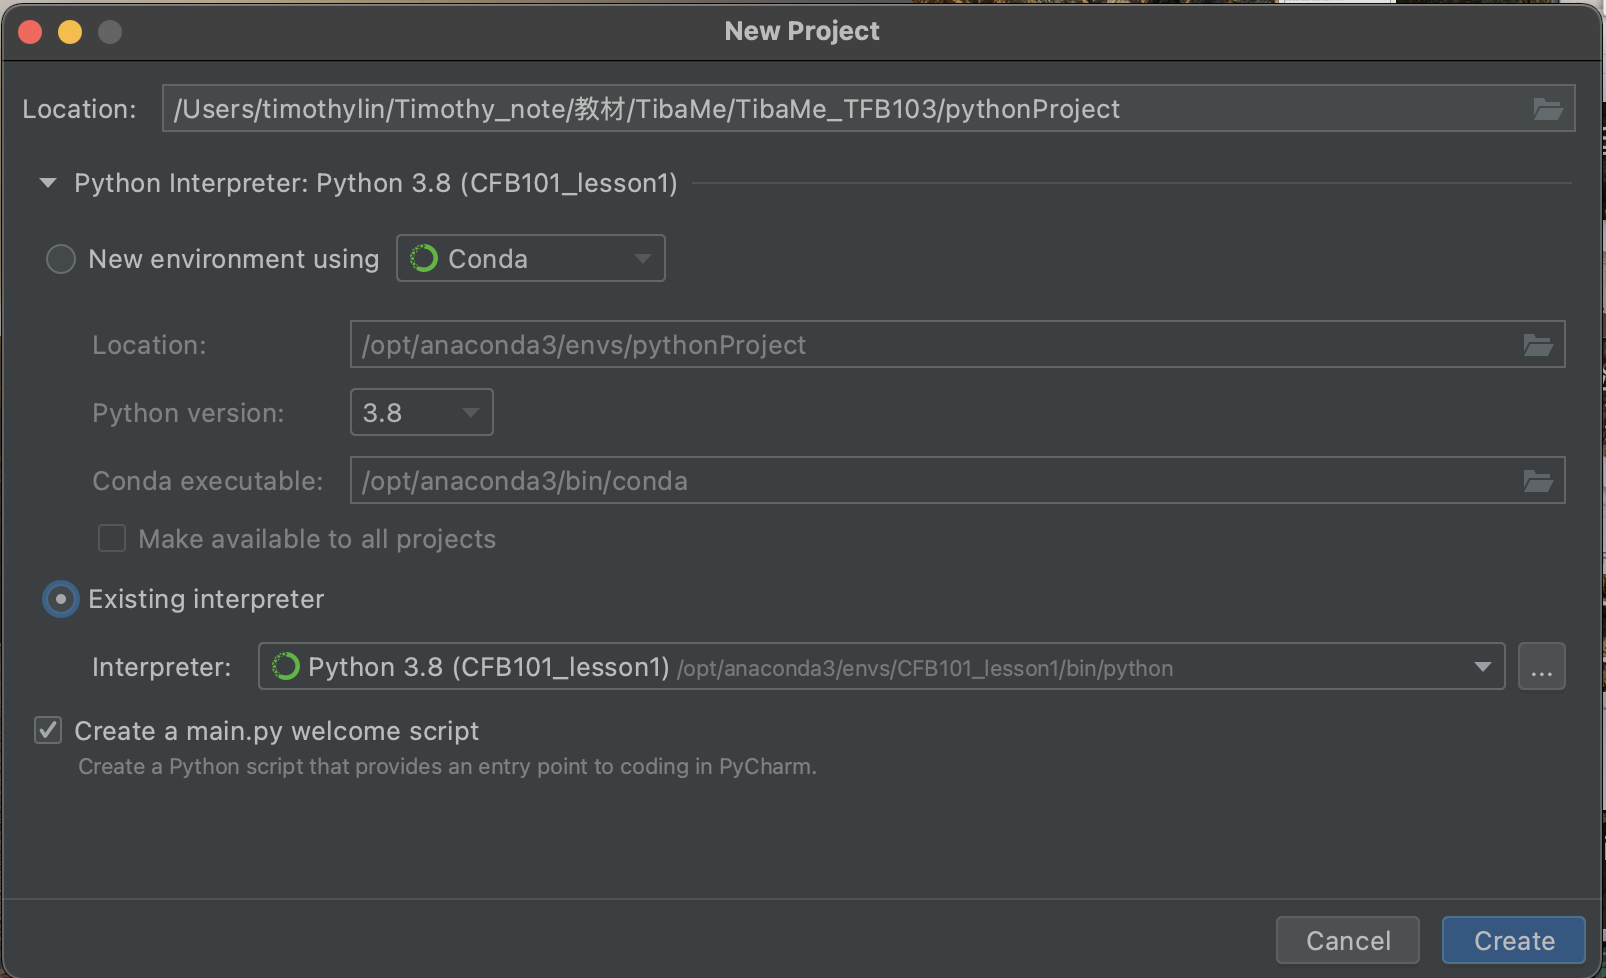 New Project
Location: /Users/timothylin/Timothy_note/教材/TibaMe/TibaMe_TFB103/pythonProject
Python Interpreter: Python 3.8 (CFB101_lesson1)
New environment using Conda
Location: /opt/anaconda3/envs/pythonProject
Python version: 3.8
Conda executable: /opt/anaconda3/bin/conda
Make available to all projects
Existing interpreter
Interpreter: Python 3.8 (CFB101_lesson1) /opt/anaconda3/envs/CFB101_lesson1/bin/python ...
Create a main.py welcome script
Create a Python script that provides an entry point to coding in PyCharm.
Cancel Create